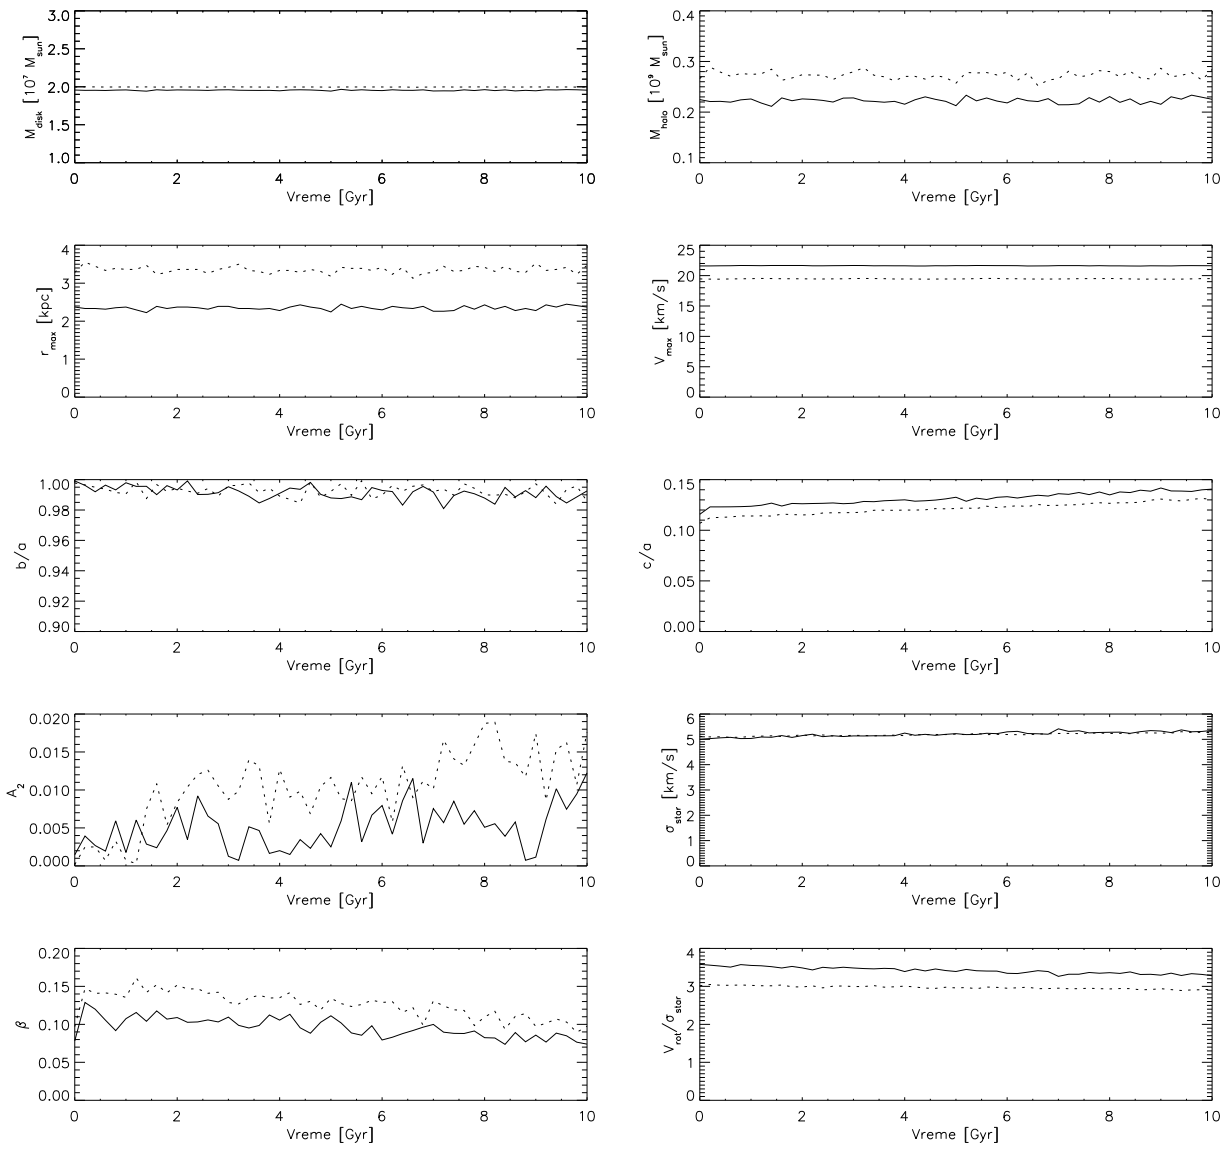 3.0
2.5
2.0
1.5
1.0
M_disk [10⁷ M_sun]
0 2 4 6 8 10
Vreme [Gyr]
0.4
0.3
0.2
0.1
M_halo [10⁹ M_sun]
0 2 4 6 8 10
Vreme [Gyr]
4
3
2
1
0
r_max [kpc]
0 2 4 6 8 10
Vreme [Gyr]
25
20
15
10
5
0
V_max [km/s]
0 2 4 6 8 10
Vreme [Gyr]
1.00
0.98
0.96
0.94
0.92
0.90
b/a
0 2 4 6 8 10
Vreme [Gyr]
0.15
0.10
0.05
0.00
c/a
0 2 4 6 8 10
Vreme [Gyr]
0.020
0.015
0.010
0.005
0.000
A_2
0 2 4 6 8 10
Vreme [Gyr]
6
5
4
3
2
1
0
σ_star [km/s]
0 2 4 6 8 10
Vreme [Gyr]
0.20
0.15
0.10
0.05
0.00
β
0 2 4 6 8 10
Vreme [Gyr]
4
3
2
1
0
V_rot/σ_star
0 2 4 6 8 10
Vreme [Gyr]